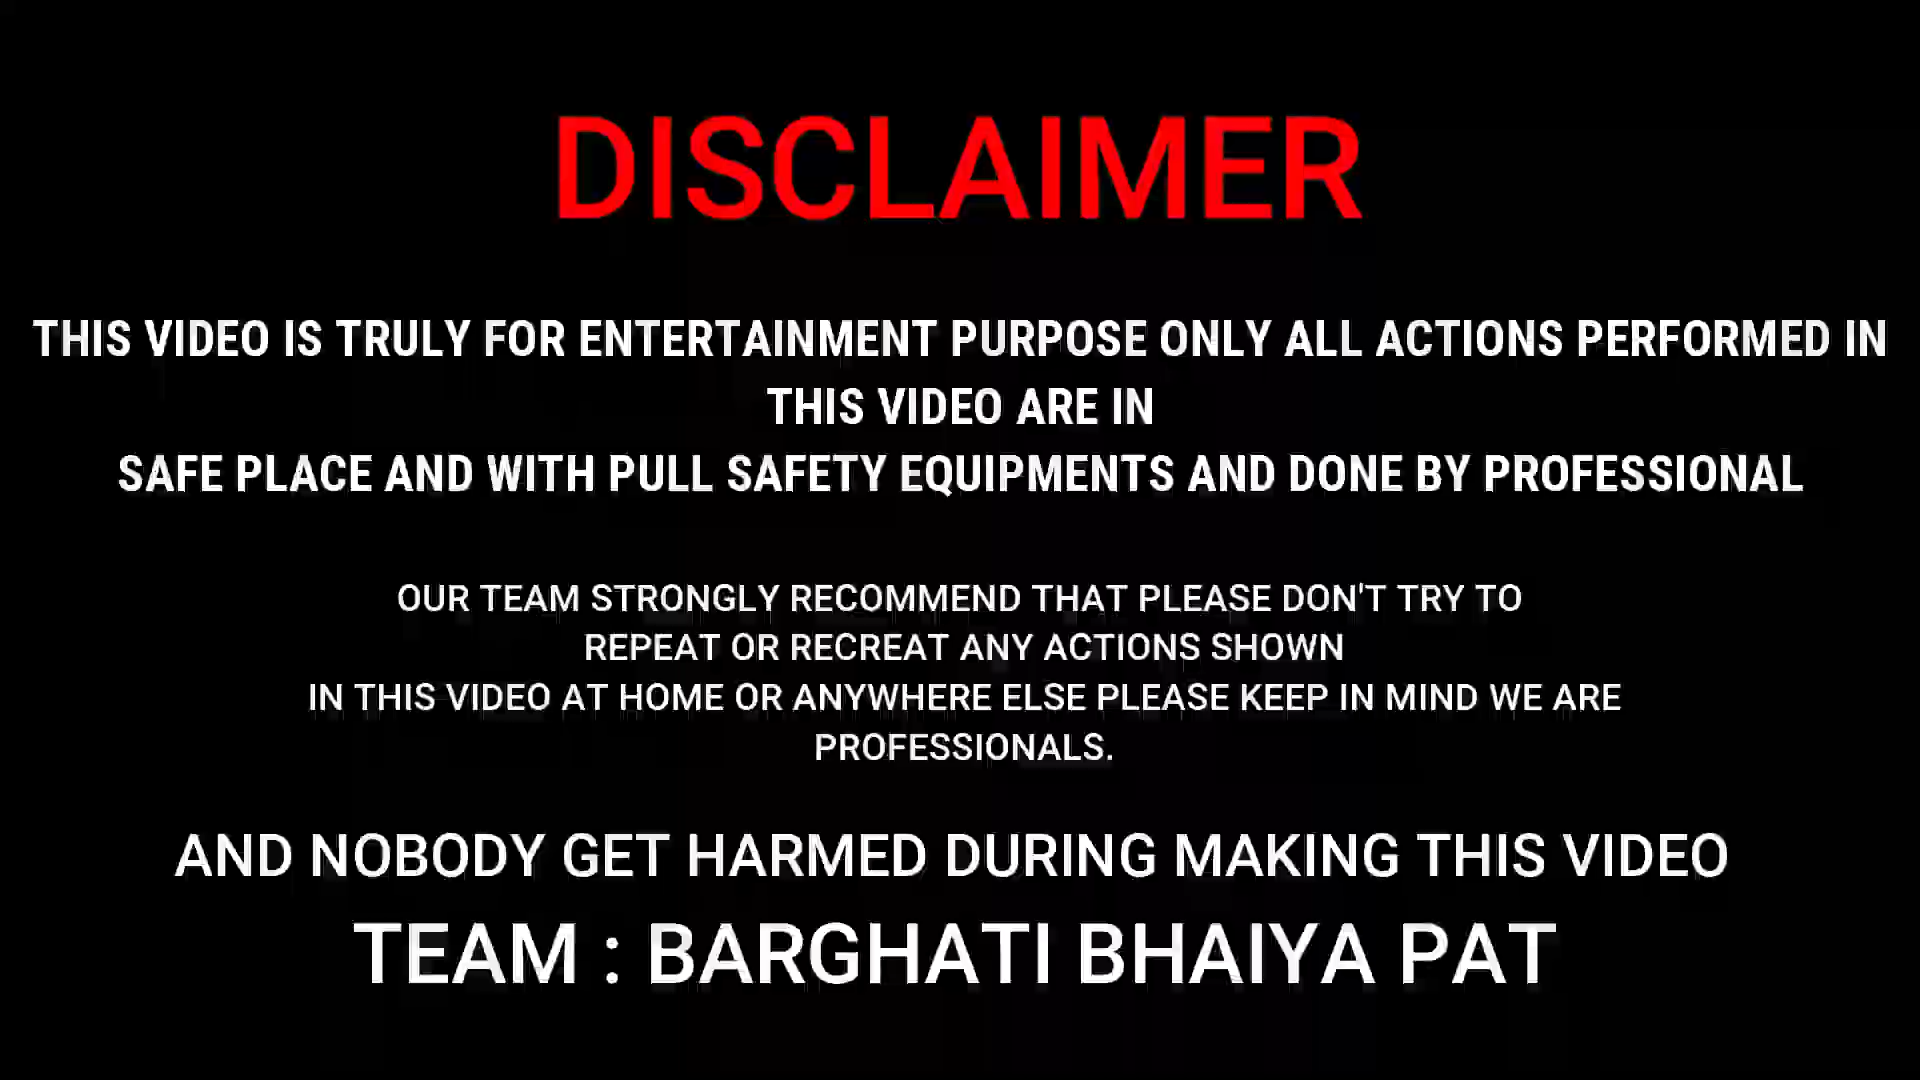 DISCLAIMER
THIS VIDEO IS TRULY FOR ENTERTAINMENT PURPOSE ONLY ALL ACTIONS PERFORMED IN
THIS VIDEO ARE IN
SAFE PLACE AND WITH PULL SAFETY EQUIPMENTS AND DONE BY PROFESSIONAL
OUR TEAM STRONGLY RECOMMEND THAT PLEASE DON'T TRY TO
REPEAT OR RECREAT ANY ACTIONS SHOWN
IN THIS VIDEO AT HOME OR ANYWHERE ELSE PLEASE KEEP IN MIND WE ARE
PROFESSIONALS.
AND NOBODY GET HARMED DURING MAKING THIS VIDEO
TEAM : BARGHATI BHAIYA PAT